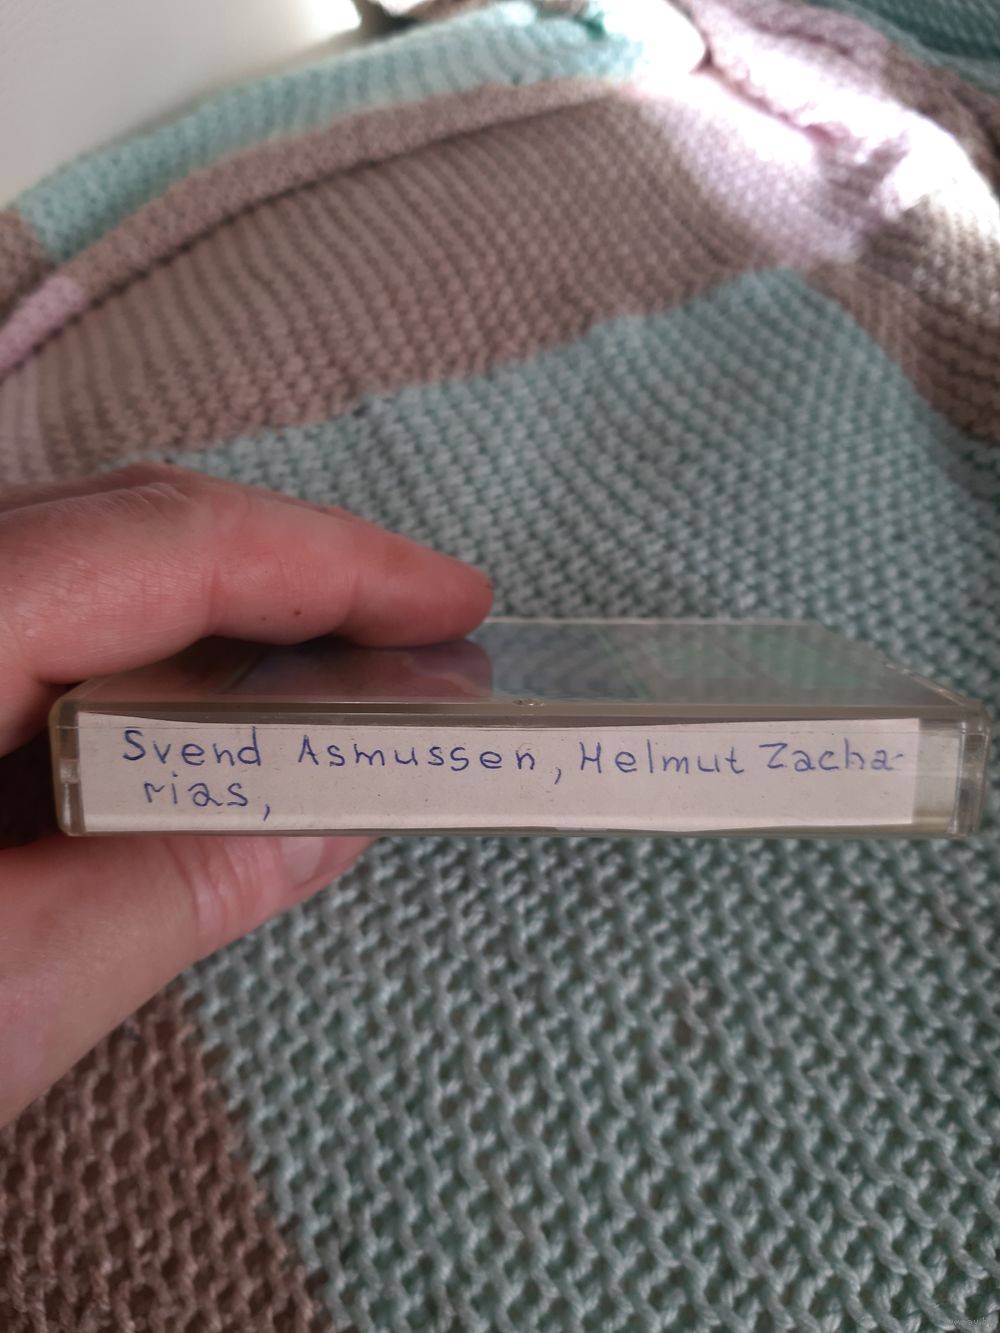 Svend Asmussen, Helmut Zacha-
rias,